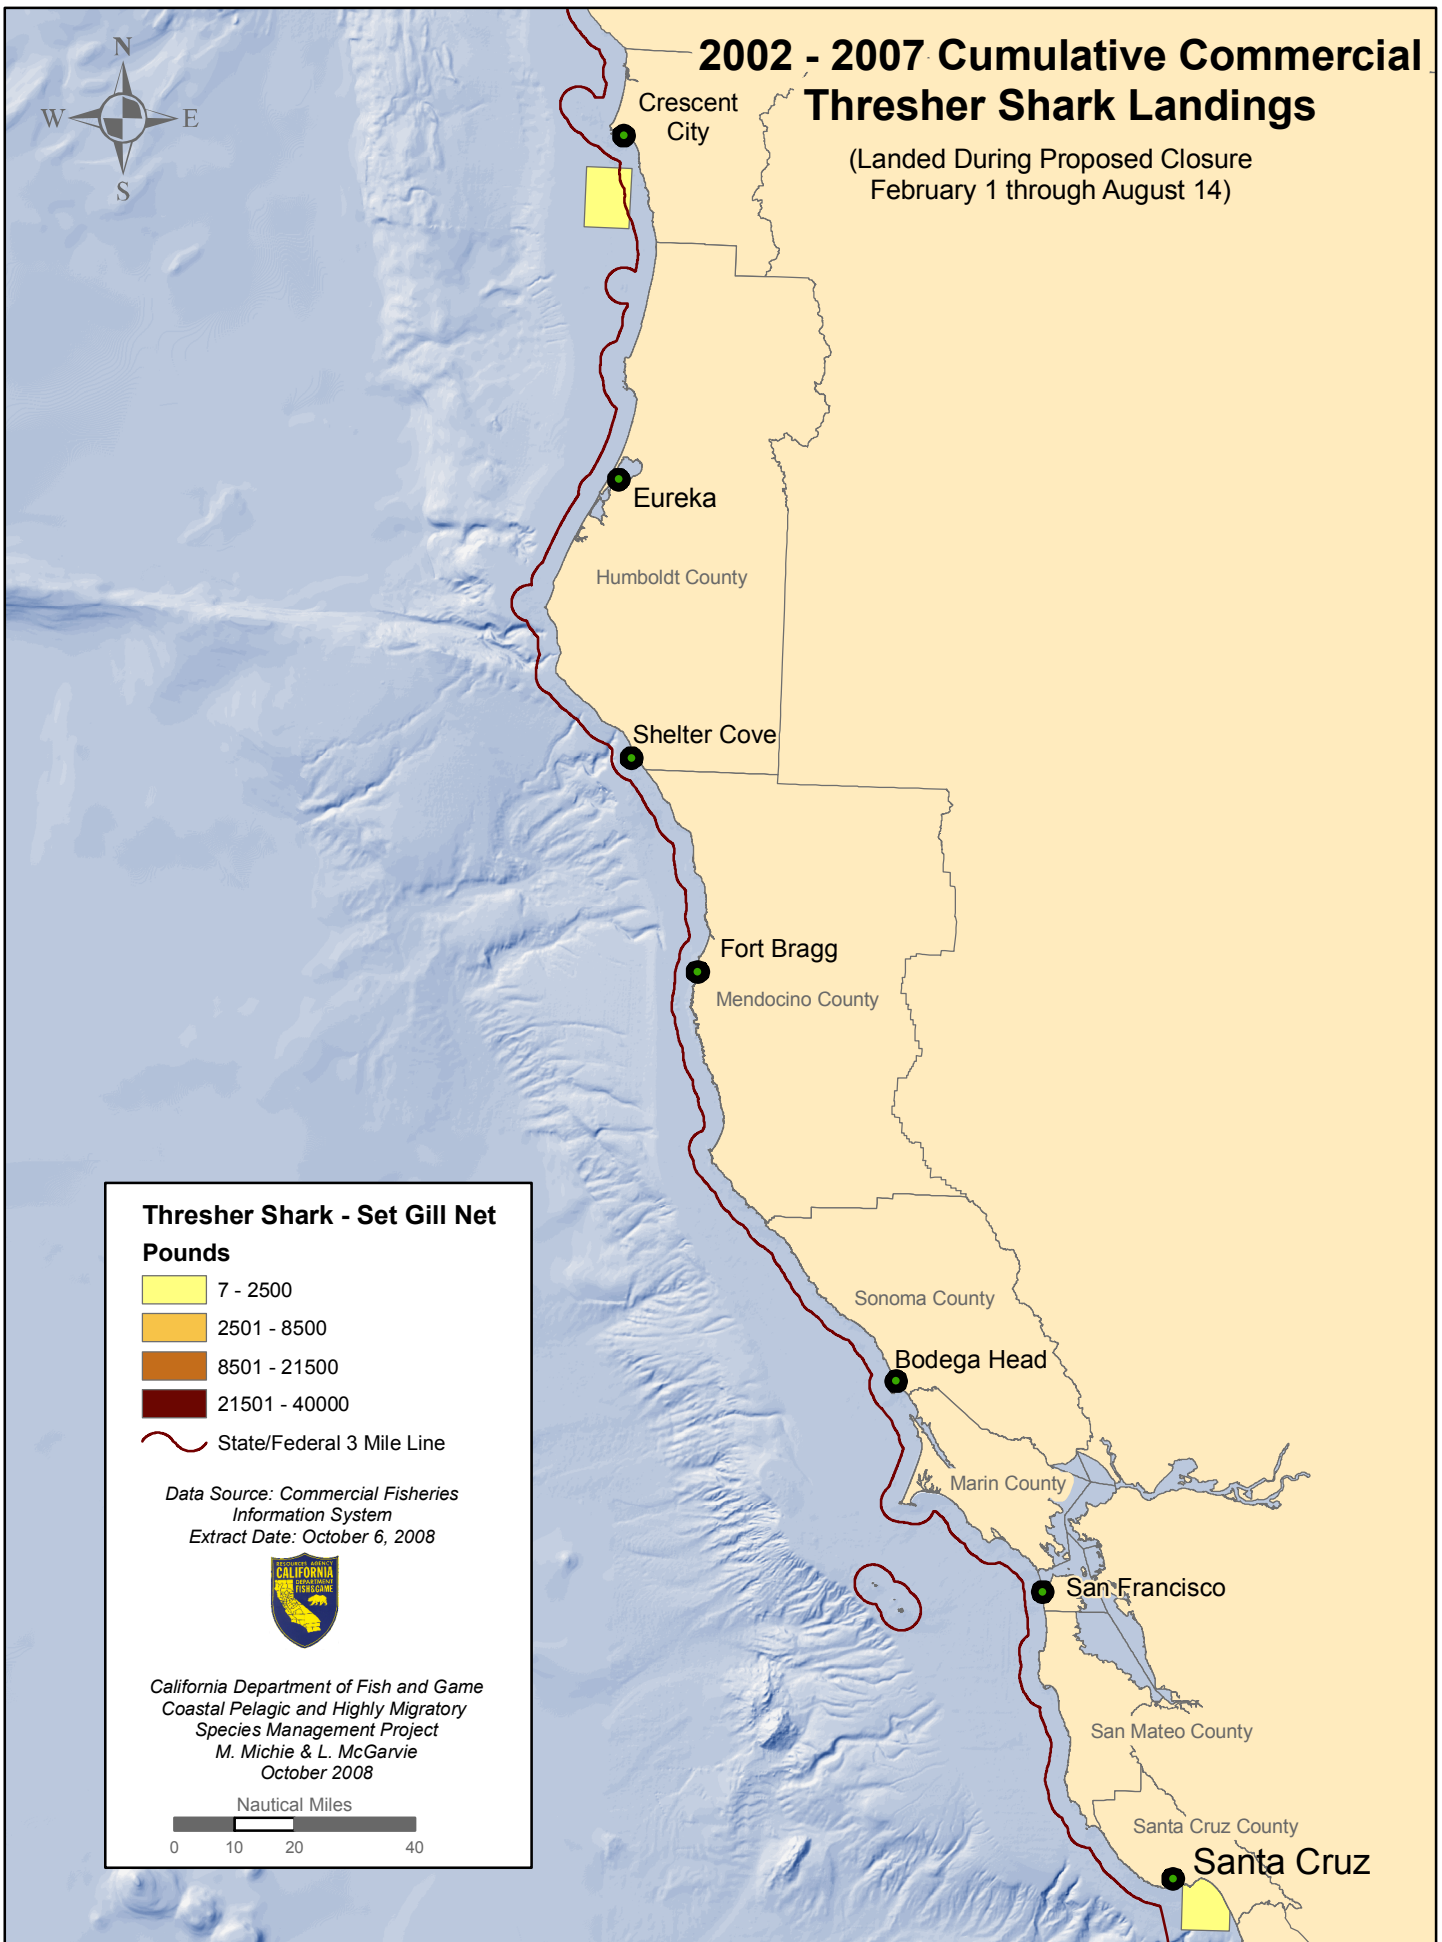 2002 - 2007 Cumulative Commercial
Thresher Shark Landings
(Landed During Proposed Closure
February 1 through August 14)
N
W
E
S
Crescent
City
Eureka
Humboldt County
Shelter Cove
Fort Bragg
Mendocino County
Sonoma County
Bodega Head
Marin County
San Francisco
San Mateo County
Santa Cruz County
Santa Cruz
Thresher Shark - Set Gill Net
Pounds
7 - 2500
2501 - 8500
8501 - 21500
21501 - 40000
State/Federal 3 Mile Line
Data Source: Commercial Fisheries
Information System
Extract Date: October 6, 2008
RESOURCES AGENCY
CALIFORNIA
DEPARTMENT
FISH&GAME
California Department of Fish and Game
Coastal Pelagic and Highly Migratory
Species Management Project
M. Michie & L. McGarvie
October 2008
Nautical Miles
0 10 20 40